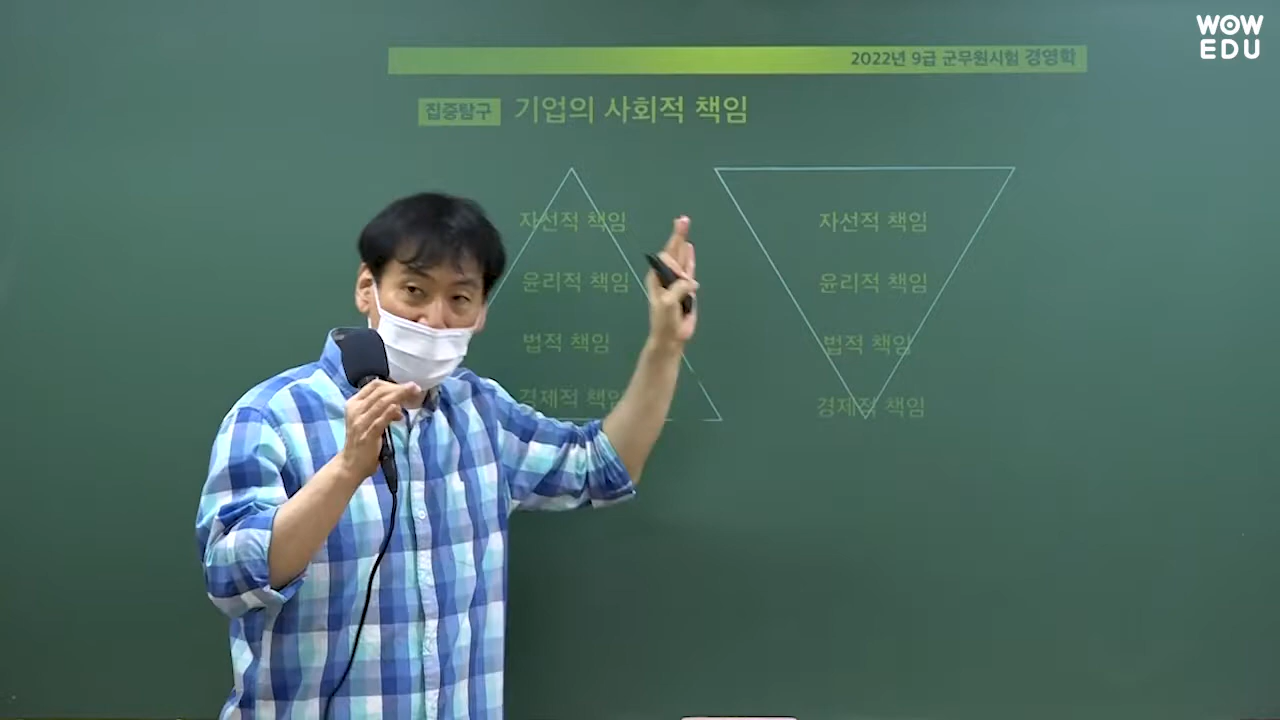 WOW
EDU
2022년 9급 군무원시험 경영학
집중탐구 기업의 사회적 책임
자선적 책임
윤리적 책임
법적 책임
경제적 책임
자선적 책임
윤리적 책임
법적 책임
경제적 책임